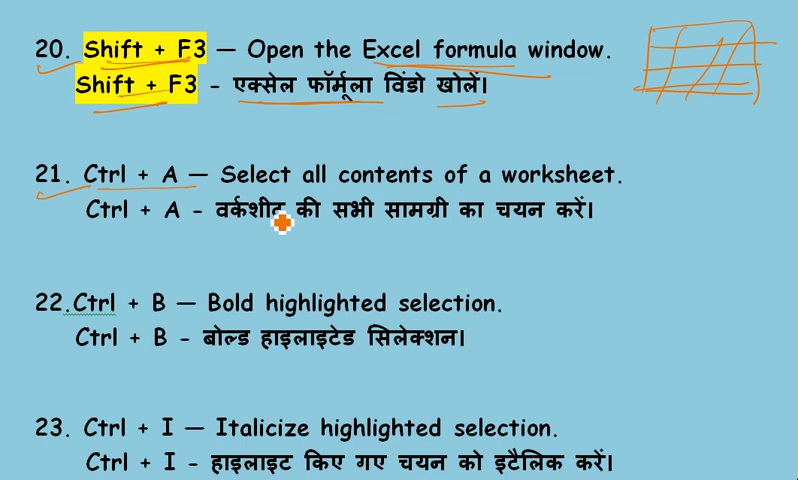 20. Shift + F3 — Open the Excel formula window.
Shift + F3 - एक्सेल फॉर्मूला विंडो खोलें।
21. Ctrl + A — Select all contents of a worksheet.
Ctrl + A - वर्कशीट की सभी सामग्री का चयन करें।
22.Ctrl + B — Bold highlighted selection.
Ctrl + B - बोल्ड हाइलाइटेड सिलेक्शन।
23. Ctrl + I — Italicize highlighted selection.
Ctrl + I - हाइलाइट किए गए चयन को इटैलिक करें।